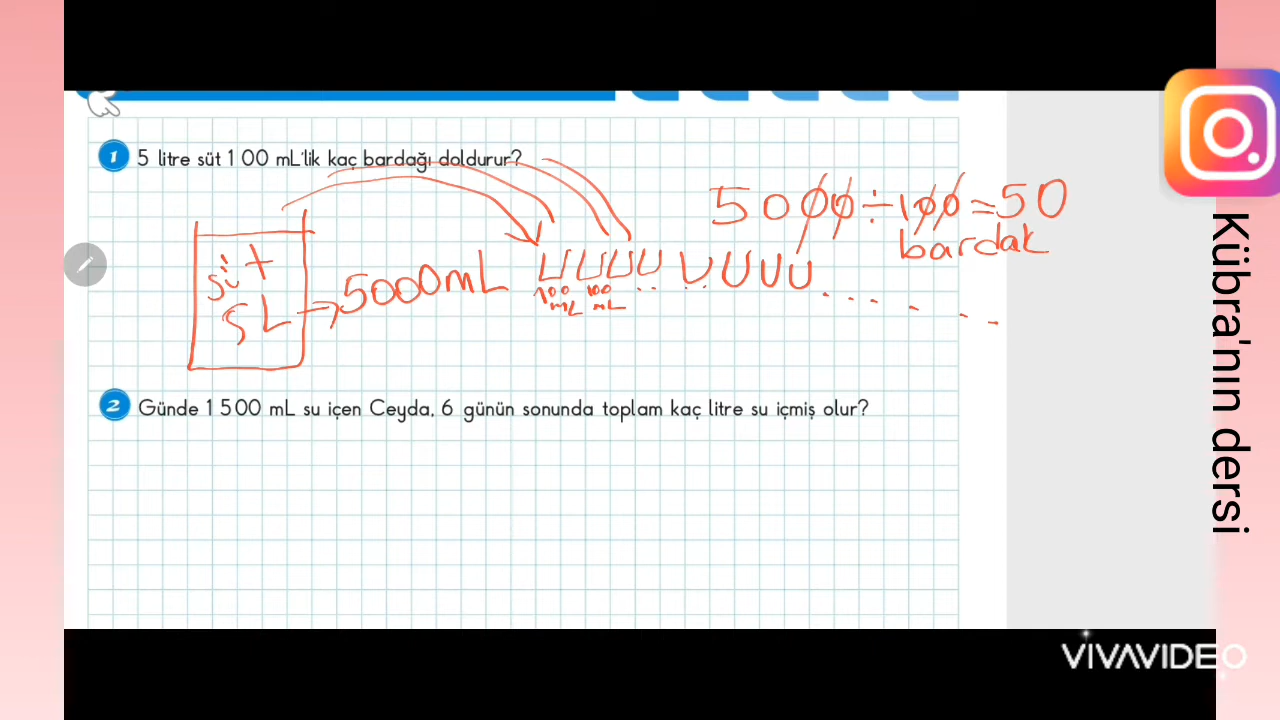 1 5 litre süt 100 mL'lik kaç bardağı doldurur?
5000÷100=50
bardak
süt
5L
5000mL
100 mL
100 mL
2 Günde 1 500 mL su içen Ceyda, 6 günün sonunda toplam kaç litre su içmiş olur?
Kübra'nın dersi
VIVAVIDEO